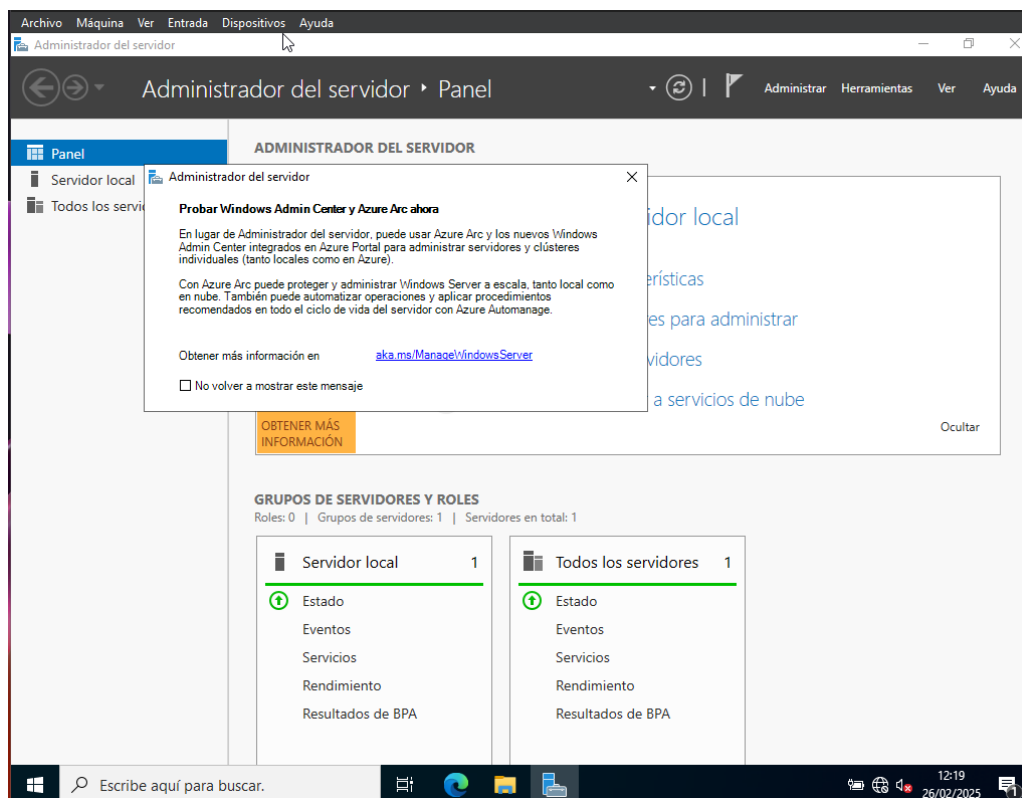 Archivo Máquina Ver Entrada Dispositivos Ayuda
Administrador del servidor
Administrador del servidor Panel
Administrar Herramientas Ver Ayuda
Panel
Servidor local
Todos los servi
ADMINISTRADOR DEL SERVIDOR
Administrador del servidor
Probar Windows Admin Center y Azure Arc ahora
En lugar de Administrador del servidor, puede usar Azure Arc y los nuevos Windows
Admin Center integrados en Azure Portal para administrar servidores y clústeres
individuales (tanto locales como en Azure).
Con Azure Arc puede proteger y administrar Windows Server a escala, tanto local como
en nube. También puede automatizar operaciones y aplicar procedimientos
recomendados en todo el ciclo de vida del servidor con Azure Automanage.
Obtener más información en aka.ms/ManageWindowsServer
No volver a mostrar este mensaje
idor local
erísticas
es para administrar
vidores
a servicios de nube
OBTENER MÁS
INFORMACIÓN
Ocultar
GRUPOS DE SERVIDORES Y ROLES
Roles: 0 | Grupos de servidores: 1 | Servidores en total: 1
Servidor local 1
Estado
Eventos
Servicios
Rendimiento
Resultados de BPA
Todos los servidores 1
Estado
Eventos
Servicios
Rendimiento
Resultados de BPA
Escribe aquí para buscar.
12:19
26/02/2025
1